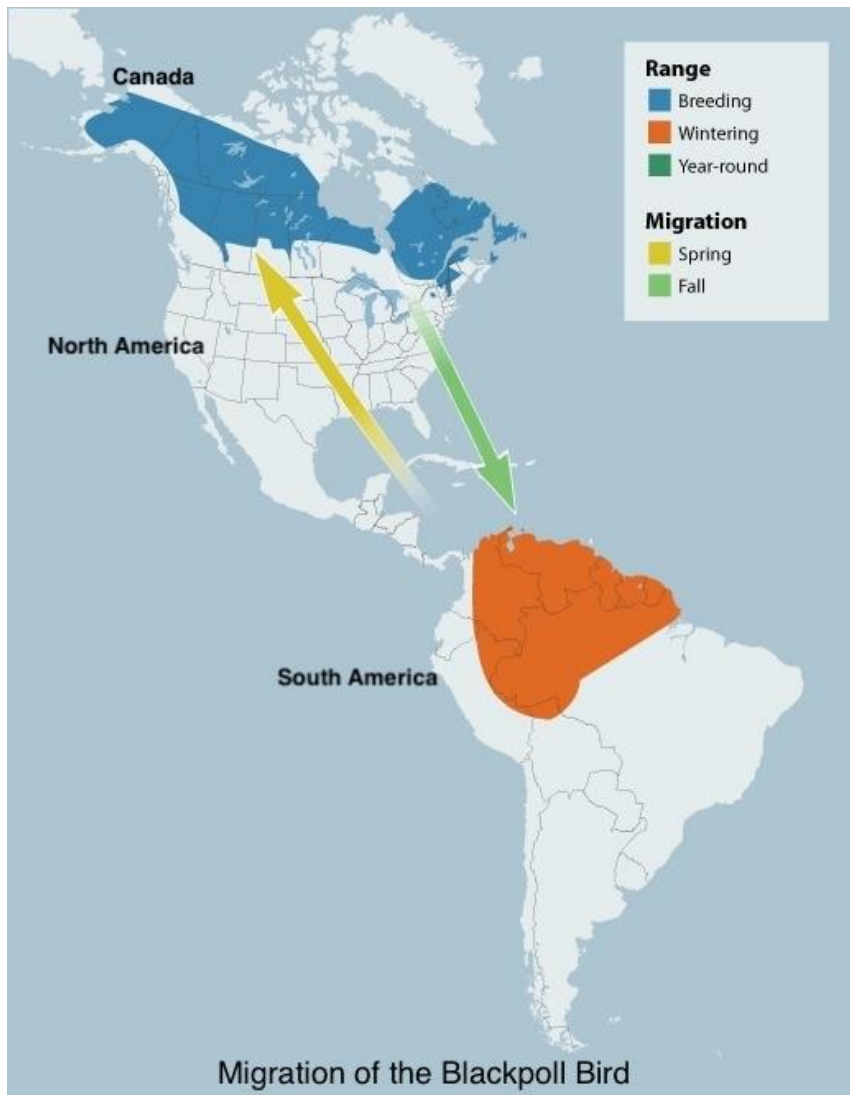 Canada
Range
Breeding
Wintering
Year-round
Migration
Spring
Fall
North America
South America
Migration of the Blackpoll Bird